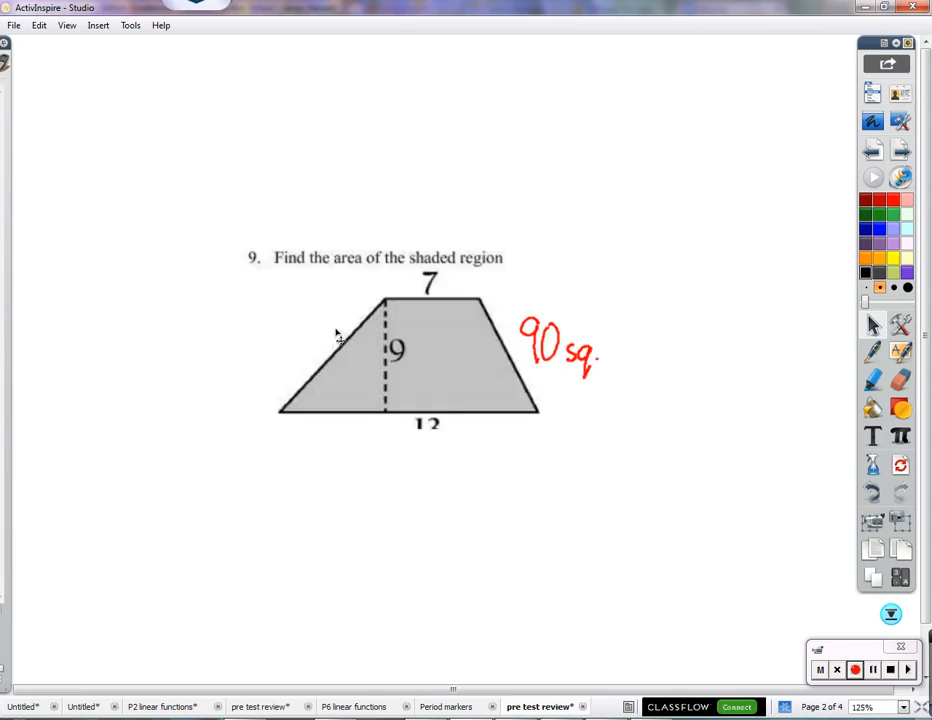 ActivInspire - Studio
File Edit View Insert Tools Help
9. Find the area of the shaded region
7
9
90 sq.
T
π
M
Untitled* Untitled* P2 linear functions* pre test review* P6 linear functions Period markers pre test review* CLASSFLOW Connect Page 2 of 4 125%